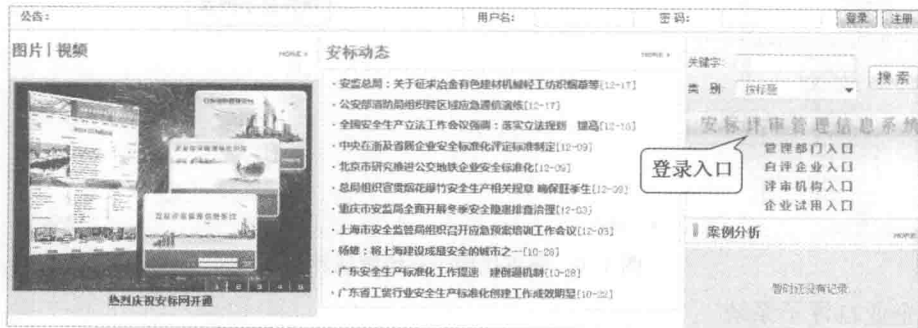 公告：
用户名：
密码：
登录
注册
图片 | 视频
HOME
安标动态
HOME
·安监总局：关于征求冶金有色建材机械轻工纺织烟草等[12-17]
·公安部消防局组织跨区域应急通信演练[12-17]
·全国安全生产立法工作会议强调：落实立法规划 提高[12-10]
·中央在浙及省属企业安全标准化评定标准制定[12-09]
·北京市研究推进公交地铁企业安全标准化[12-09]
·总局组织宣贯烟花爆竹安全生产相关规章 确保旺季生[12-09]
·重庆市安监局全面开展冬季安全隐患排查治理[12-03]
·上海市安全监管局组织召开应急预案培训工作会议[12-03]
·杨雄：将上海建设成最安全的城市之一[10-28]
·广东安全生产标准化工作提速 建创新机制[10-28]
·广东省工贸行业安全生产标准化创建工作成效明显[10-22]
关键字：
类别
按标题
搜索
安标评审管理信息系统
登录入口
管理部门入口
自评企业入口
评审机构入口
企业试用入口
案例分析
HOME
暂时还没有记录
1 2 3 4 5
热烈庆祝安标网开通